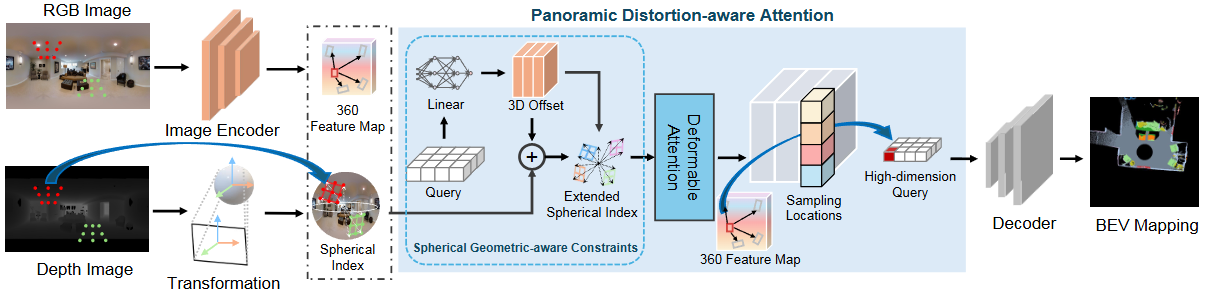 RGB Image
Image Encoder
360
Feature Map
Depth Image
Transformation
Spherical
Index
Panoramic Distortion-aware Attention
Linear
3D Offset
Query
Extended
Spherical Index
Spherical Geometric-aware Constraints
Deformable
Attention
360 Feature Map
Sampling
Locations
High-dimension
Query
Decoder
BEV Mapping